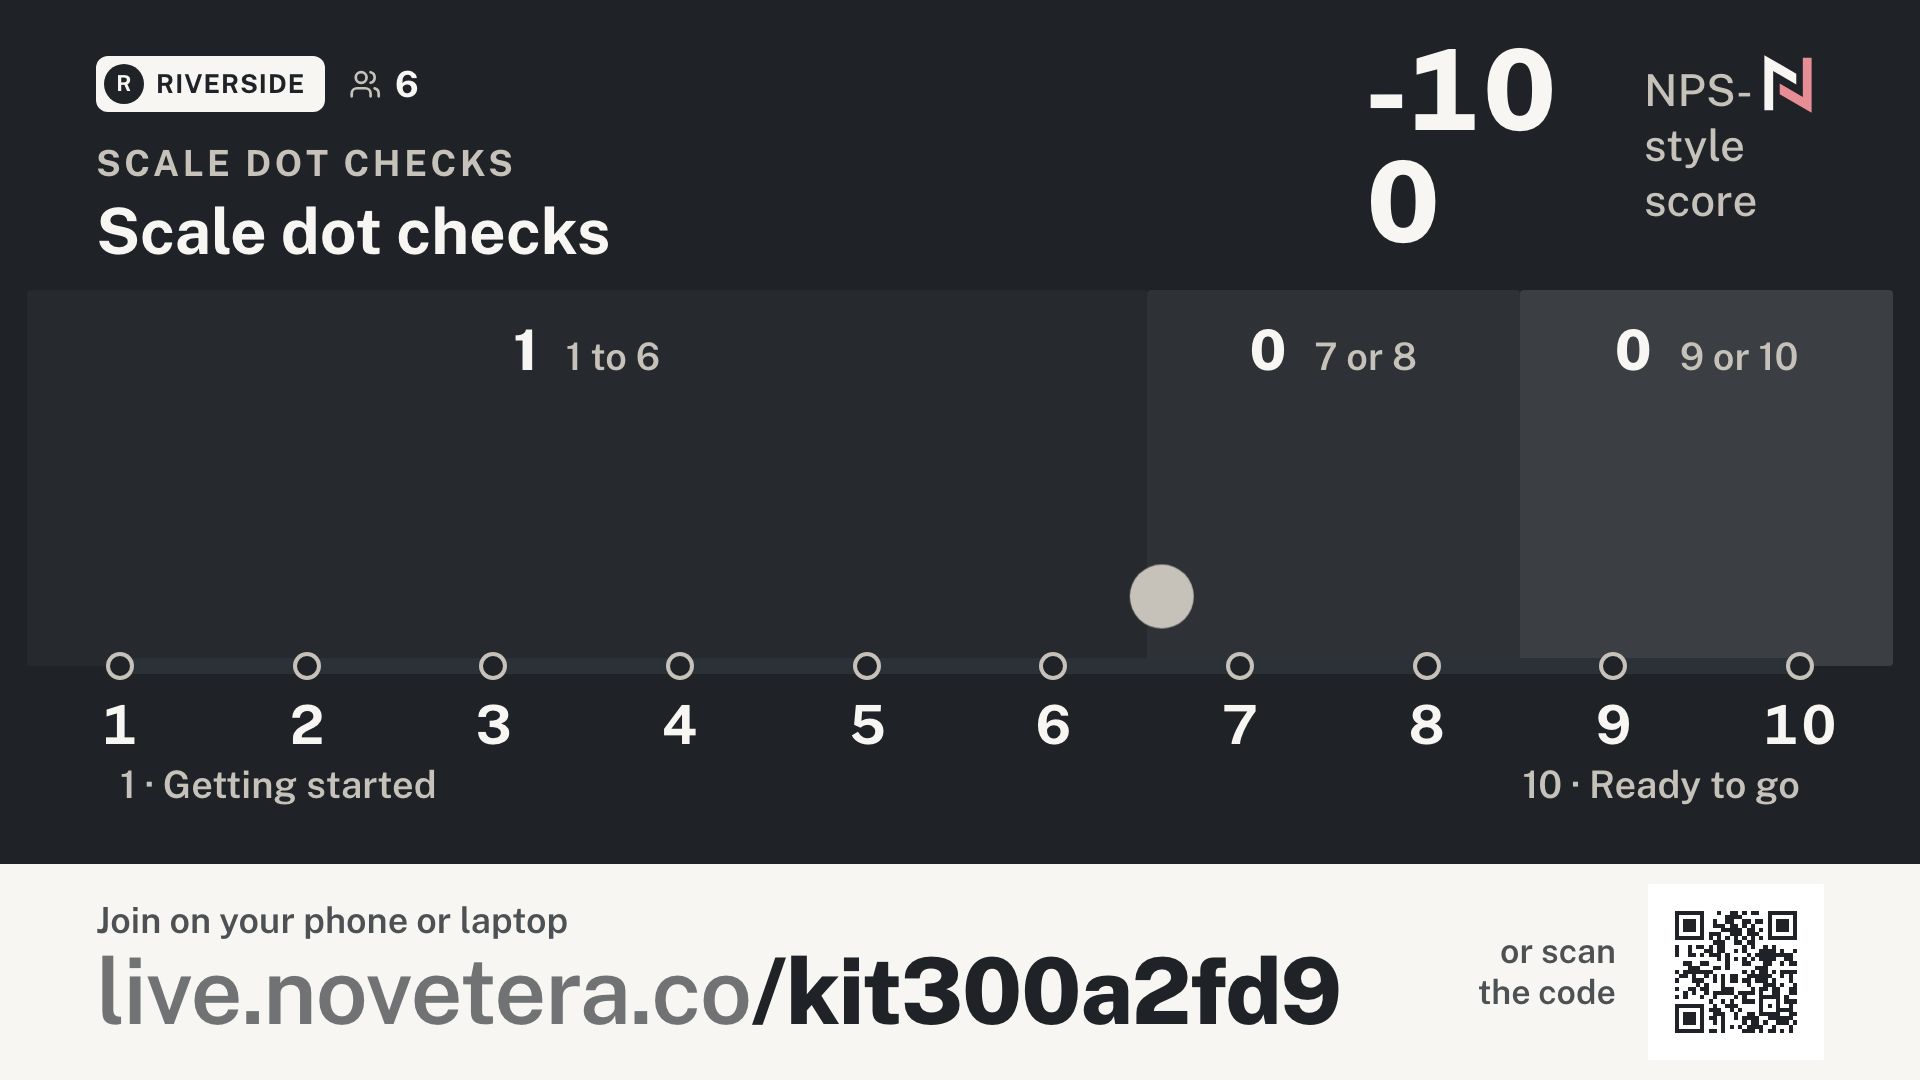 R RIVERSIDE 6
SCALE DOT CHECKS
Scale dot checks
-10
0
NPS-
style
score
1 1 to 6
0 7 or 8
0 9 or 10
1 2 3 4 5 6 7 8 9 10
1 · Getting started
10 · Ready to go
Join on your phone or laptop
live.novetera.co/kit300a2fd9
or scan
the code